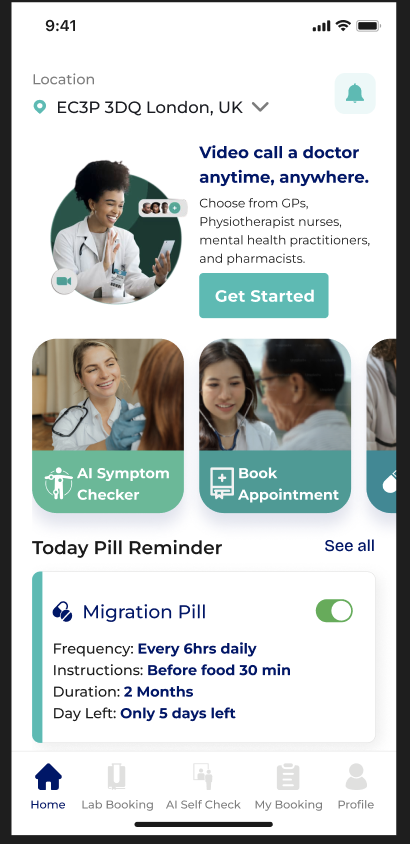 9:41
Location
EC3P 3DQ London, UK
Video call a doctor
anytime, anywhere.
Choose from GPs,
Physiotherapist nurses,
mental health practitioners,
and pharmacists.
Get Started
AI Symptom
Checker
Book
Appointment
Today Pill Reminder
See all
Migration Pill
Frequency: Every 6hrs daily
Instructions: Before food 30 min
Duration: 2 Months
Day Left: Only 5 days left
Home
Lab Booking
AI Self Check
My Booking
Profile